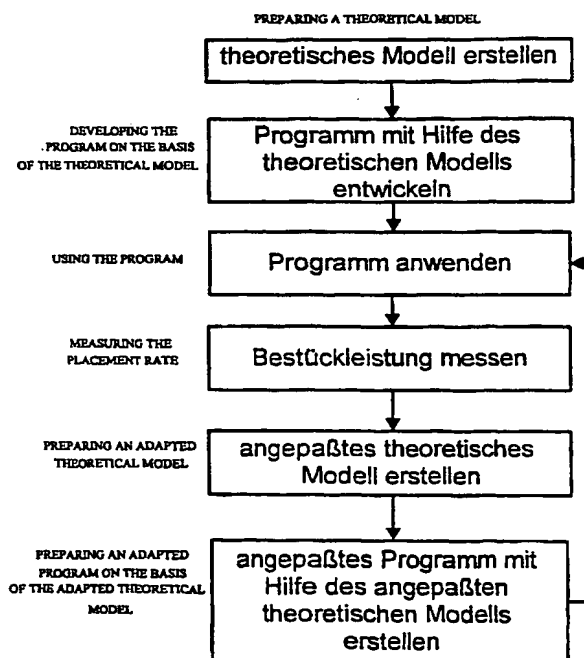 PREPARING A THEORETICAL MODEL
theoretisches Modell erstellen
DEVELOPING THE
. PROGRAM ON THE BASIS
OF THE THEORETICAL MODEL
Programm mit Hilfe des
theoretischen Modells
entwickeln
USING THE PROGRAM
Programm anwenden
MEASURING THE
PLACEMENT RATE
Bestückleistung messen
PREPARING AN ADAPTED
THEORETICAL MODEL
angepaßtes theoretisches
Modell erstellen
PREPARING AN ADAPTED
PROGRAM ON THE BASIS
OF THE ADAPTED THEORETICAL
MODEL
angepaßtes Programm mit
Hilfe des angepaßten
theoretischen Modells
erstellen